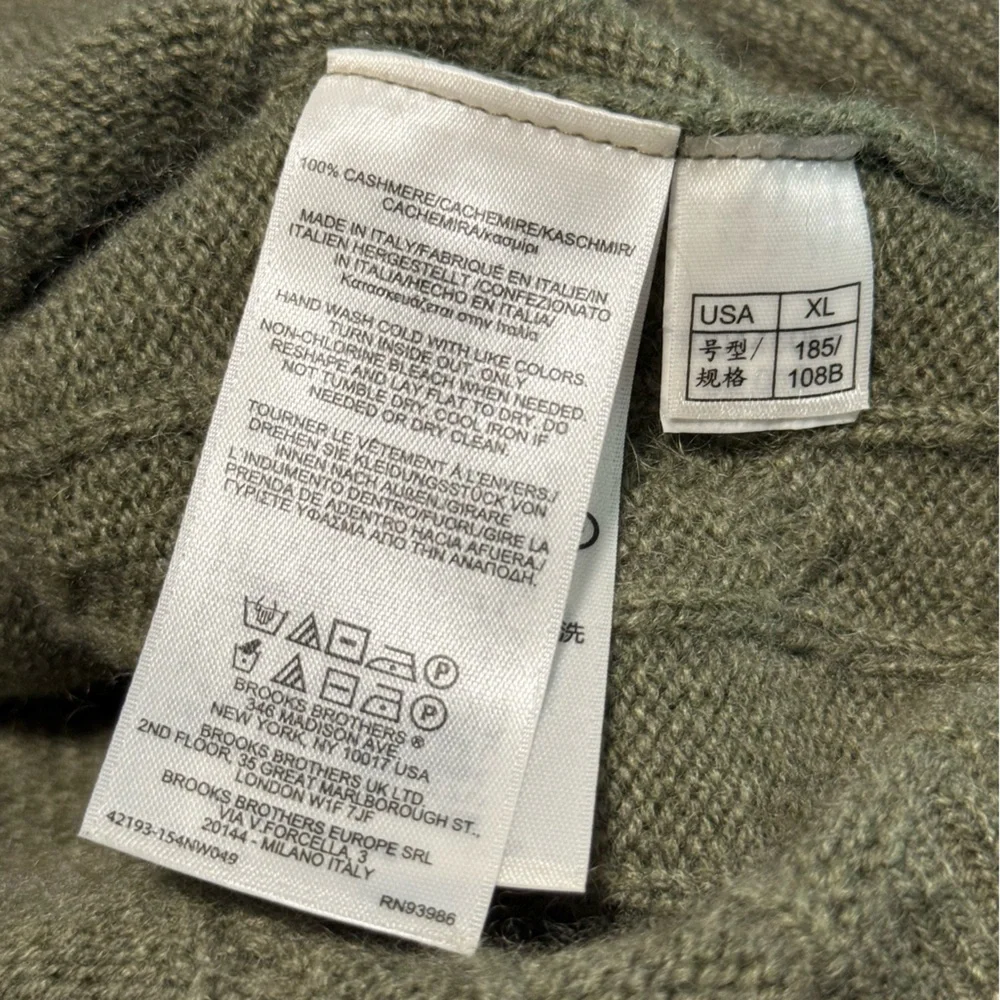 100% CASHMERE/CACHEMIRE/KASCHMIR/
CACHEMIRA/κασμίρι
MADE IN ITALY/FABRIQUÉ EN ITALIE/IN
ITALIEN HERGESTELLT /CONFEZIONATO
IN ITALIA/HECHO EN ITALIA/
Κατασκευάζεται στην Ιταλία
HAND WASH COLD WITH LIKE COLORS.
TURN INSIDE OUT. ONLY
NON-CHLORINE BLEACH WHEN NEEDED.
RESHAPE AND LAY FLAT TO DRY. DO
NOT TUMBLE DRY. COOL IRON IF
NEEDED OR DRY CLEAN.
TOURNER LE VÊTEMENT À L'ENVERS./
DREHEN SIE KLEIDUNGSSTÜCK VON
INNEN NACH AUßEN./GIRARE
L'INDUMENTO DENTRO/FUORI./GIRE LA
PRENDA DE ADENTRO HACIA AFUERA./
ΓΥΡΙΣΤΕ ΥΦΑΣΜΑ ΑΠΟ ΤΗΝ ΑΝΑΠΟΔΗ.
P
P
BROOKS BROTHERS ®
346 MADISON AVE
NEW YORK, NY 10017 USA
BROOKS BROTHERS UK LTD
2ND FLOOR, 35 GREAT MARLBOROUGH ST.,
LONDON W1F 7JF
BROOKS BROTHERS EUROPE SRL
VIA V.FORCELLA, 3
20144 - MILANO ITALY
42193-154NW049
RN93986
洗
USA XL
号型/ 185/
规格 108B